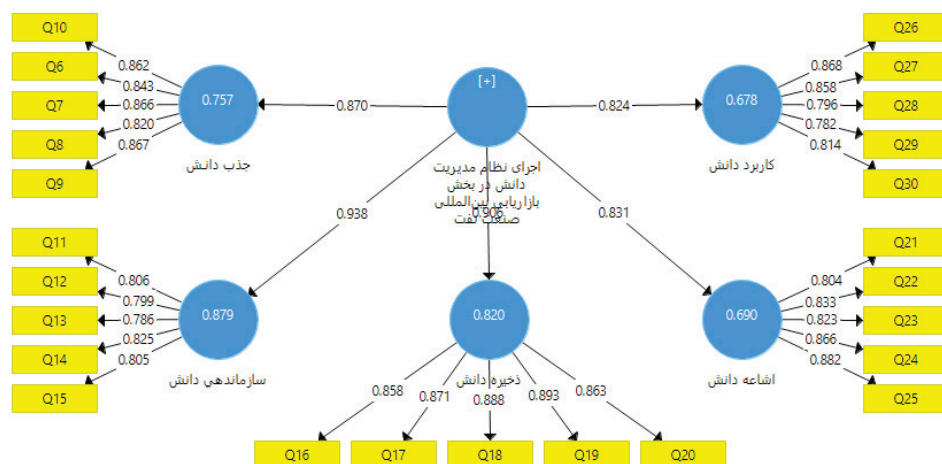 Q10
Q6
Q7
Q8
Q9
0.862
0.843
0.866
0.820
0.867
0.757
جذب دانش
0.870
[+]
اجرای نظام مدیریت
دانش در بخش
بازاریابی بین‌المللی
صنعت نفت
0.824
0.678
کاربرد دانش
0.868
0.858
0.796
0.782
0.814
Q26
Q27
Q28
Q29
Q30
0.938
0.906
0.831
Q11
Q12
Q13
Q14
Q15
0.806
0.799
0.786
0.825
0.805
0.879
سازماندهي دانش
0.820
ذخیره دانش
0.858
0.871
0.888
0.893
0.863
Q16
Q17
Q18
Q19
Q20
0.690
اشاعه دانش
0.804
0.833
0.823
0.866
0.882
Q21
Q22
Q23
Q24
Q25